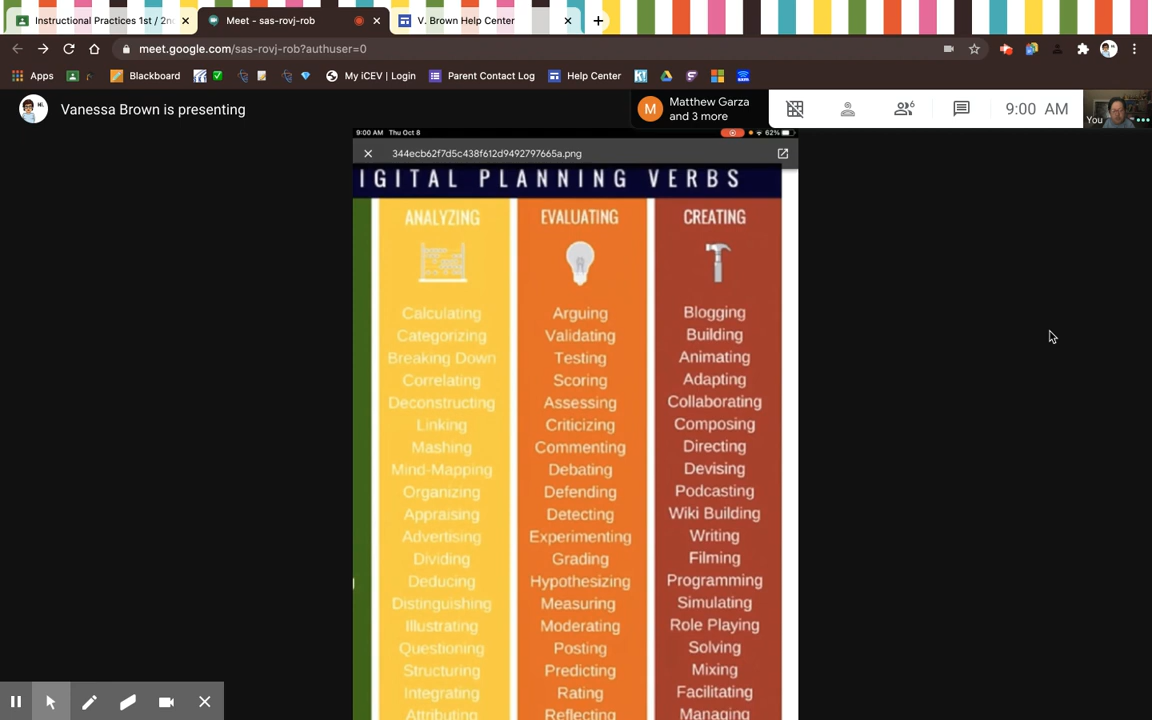 Instructional Practices 1st / 2n
Meet - sas-rovj-rob
V. Brown Help Center
meet.google.com/sas-rovj-rob?authuser=0
Apps
Blackboard
My iCEV | Login
Parent Contact Log
Help Center
Vanessa Brown is presenting
M
Matthew Garza
and 3 more
6
9:00 AM
You
9:00 AM Thu Oct 8
62%
344ecb62f7d5c438f612d9492797665a.png
IGITAL PLANNING VERBS
ANALYZING
Calculating
Categorizing
Breaking Down
Correlating
Deconstructing
Linking
Mashing
Mind-Mapping
Organizing
Appraising
Advertising
Dividing
Deducing
Distinguishing
Illustrating
Questioning
Structuring
Integrating
Attributing
EVALUATING
Arguing
Validating
Testing
Scoring
Assessing
Criticizing
Commenting
Debating
Defending
Detecting
Experimenting
Grading
Hypothesizing
Measuring
Moderating
Posting
Predicting
Rating
Reflecting
CREATING
Blogging
Building
Animating
Adapting
Collaborating
Composing
Directing
Devising
Podcasting
Wiki Building
Writing
Filming
Programming
Simulating
Role Playing
Solving
Mixing
Facilitating
Managing